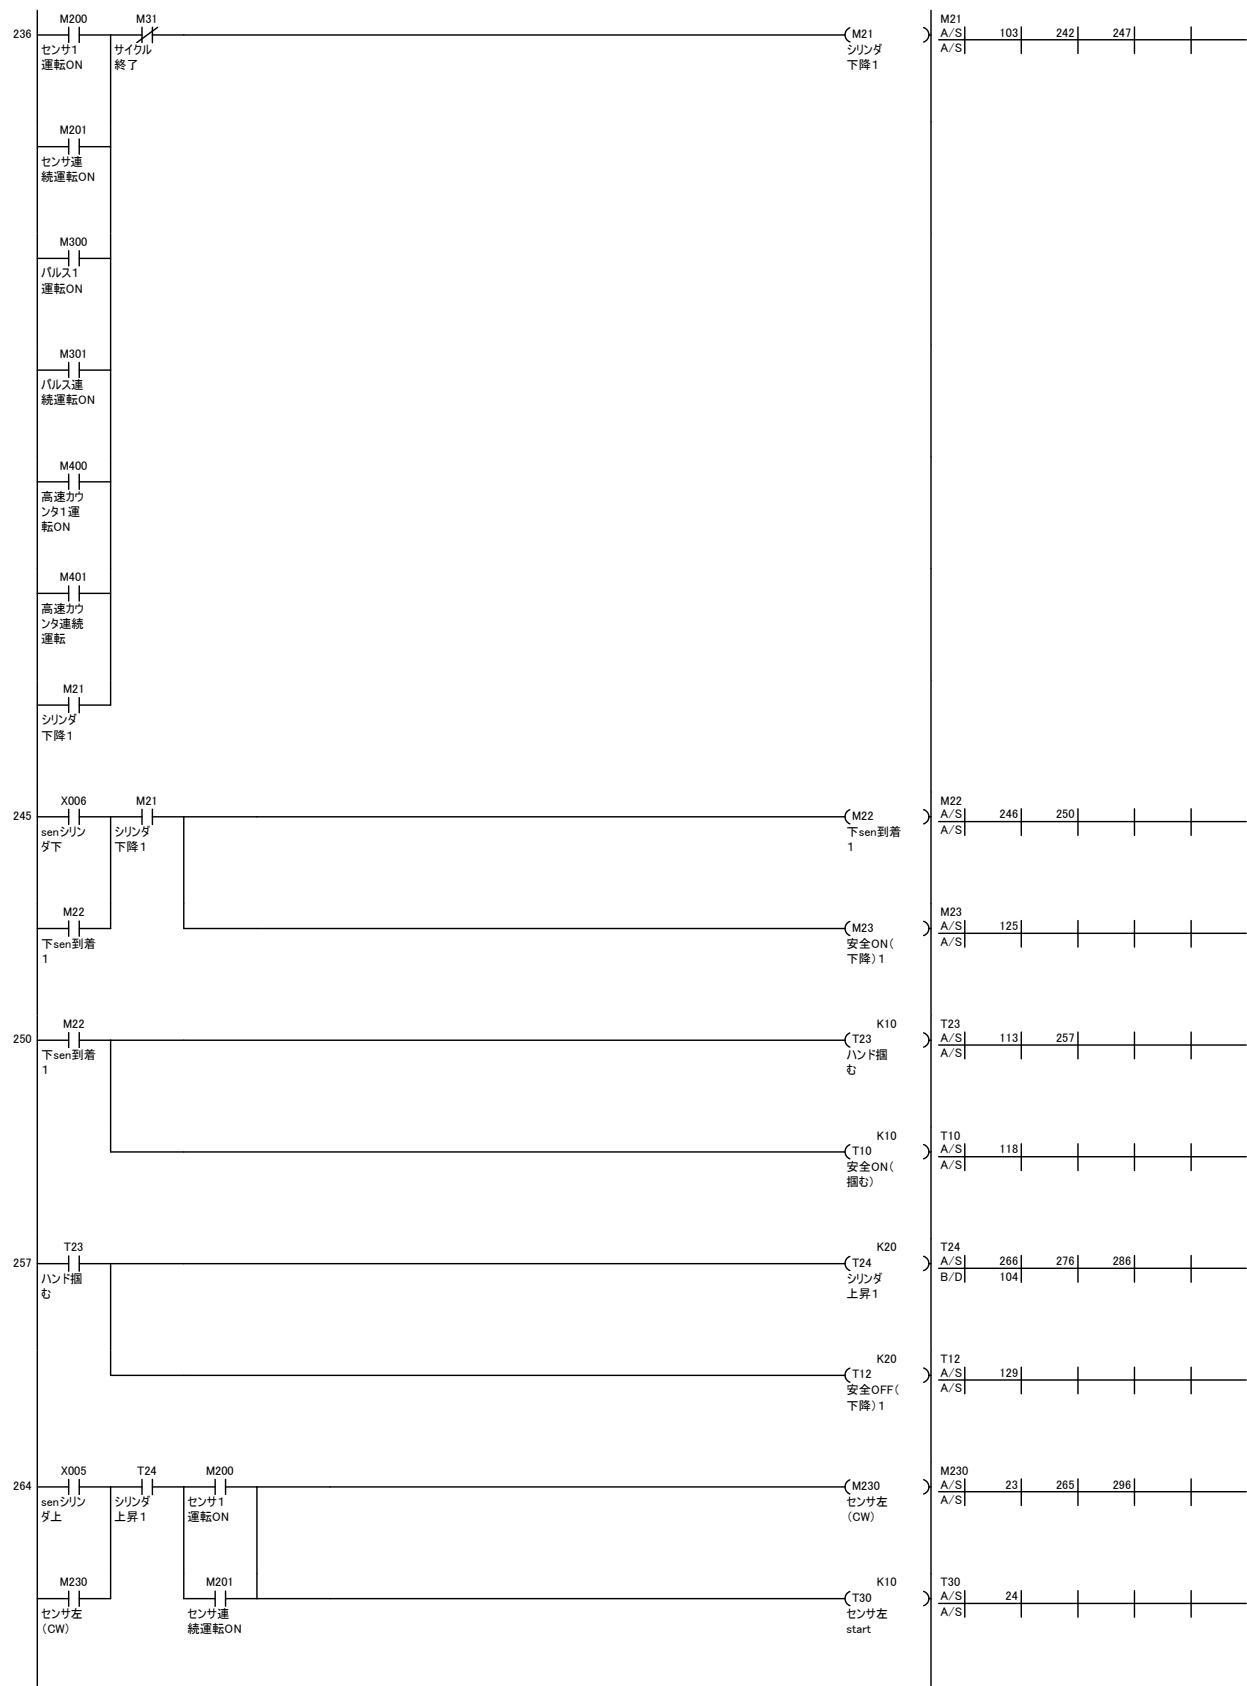 M200 M31 M21
236 (M21 ) A/S 103 242 247
センサ1 サイクル シリンダ A/S
運転ON 終了 下降1
M201
センサ連
続運転ON
M300
パルス1
運転ON
M301
パルス連
続運転ON
M400
高速カウ
ンタ1運
転ON
M401
高速カウ
ンタ連続
運転
M21
シリンダ
下降1
X006 M21 M22
245 (M22 ) A/S 246 250
senシリン シリンダ 下sen到着 A/S
ダ下 下降1 1
M22 M23
(M23 ) A/S 125
下sen到着 安全ON( A/S
1 下降)1
M22 K10 T23
250 (T23 ) A/S 113 257
下sen到着 ハンド掴 A/S
1 む
K10 T10
(T10 ) A/S 118
安全ON( A/S
掴む)
T23 K20 T24
257 (T24 ) A/S 266 276 286
ハンド掴 シリンダ B/D 104
む 上昇1
K20 T12
(T12 ) A/S 129
安全OFF( A/S
下降)1
X005 T24 M200 M230
264 (M230 ) A/S 23 265 296
senシリン シリンダ センサ1 センサ左 A/S
ダ上 上昇1 運転ON (CW)
M230 M201 K10 T30
(T30 ) A/S 24
センサ左 センサ連 センサ左 A/S
(CW) 続運転ON start